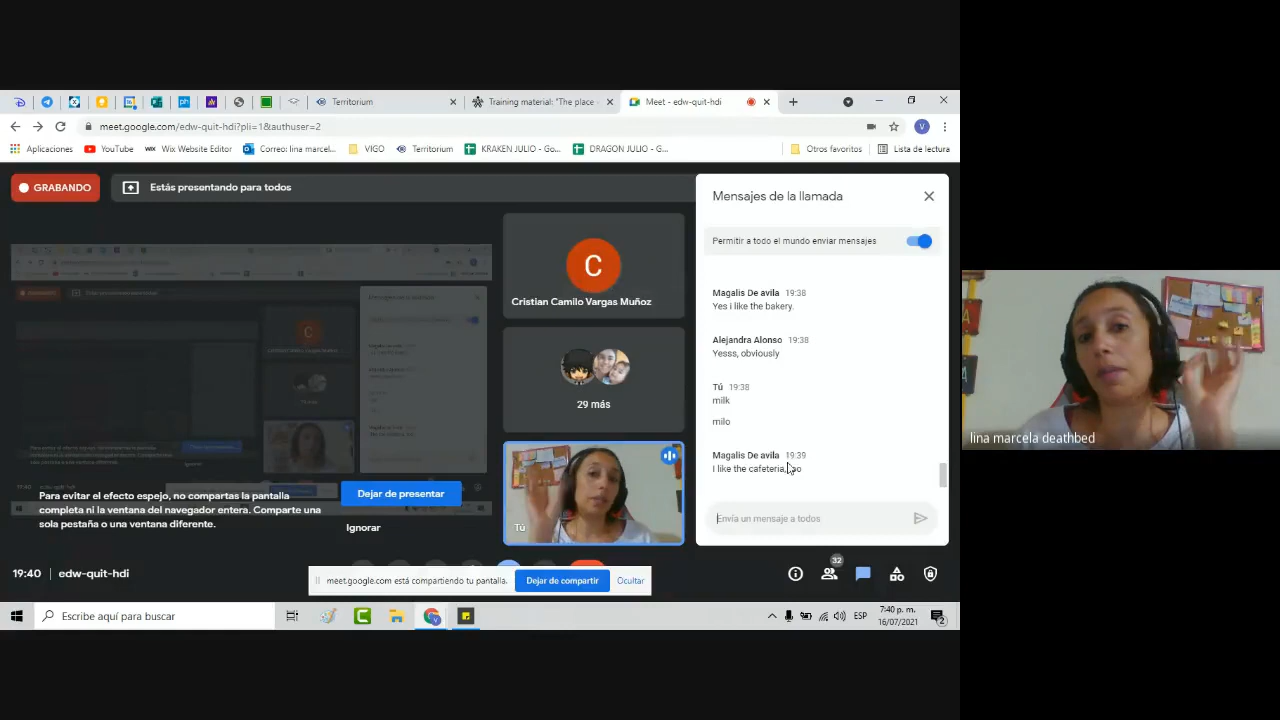 Territorium
Training material: "The place
Meet - edw-quit-hdi
meet.google.com/edw-quit-hdi?pli=1&authuser=2
Aplicaciones
YouTube
Wix Website Editor
Correo: lina marcel...
VIGO
Territorium
KRAKEN JULIO - Go...
DRAGON JULIO - G...
Otros favoritos
Lista de lectura
GRABANDO
Estás presentando para todos
Mensajes de la llamada
Permitir a todo el mundo enviar mensajes
C
Cristian Camilo Vargas Muñoz
29 más
Tú
Magalis De avila 19:38
Yes i like the bakery.
Alejandra Alonso 19:38
Yesss, obviously
Tú 19:38
milk
milo
Magalis De avila 19:39
I like the cafeteria,
Envía un mensaje a todos
Para evitar el efecto espejo, no compartas la pantalla
completa ni la ventana del navegador entera. Comparte una
sola pestaña o una ventana diferente.
Dejar de presentar
Ignorar
lina marcela deathbed
19:40 edw-quit-hdi
32
meet.google.com está compartiendo tu pantalla.
Dejar de compartir
Ocultar
Escribe aquí para buscar
ESP
7:40 p. m.
16/07/2021
2